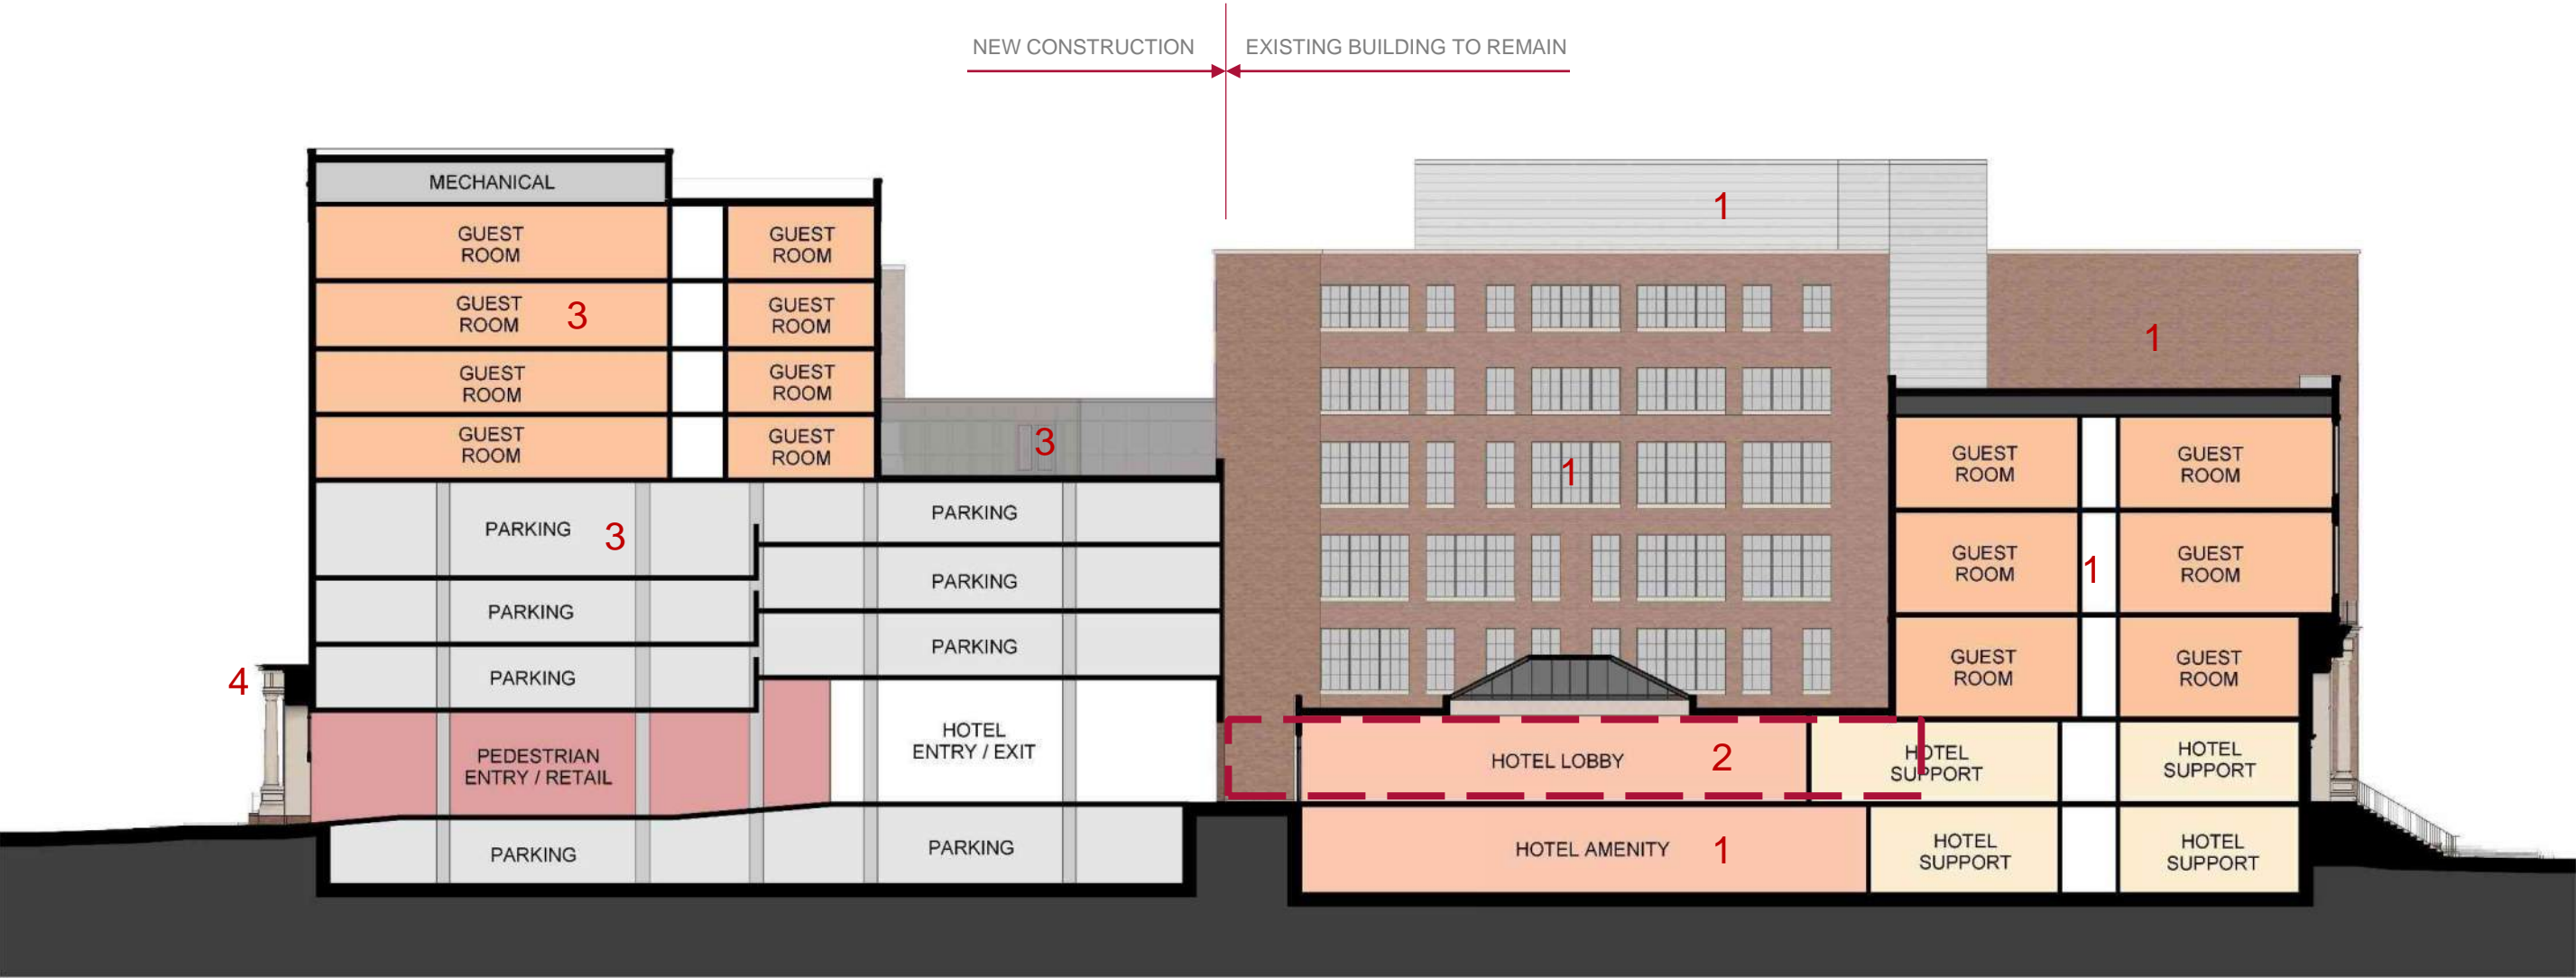 NEW CONSTRUCTION
EXISTING BUILDING TO REMAIN
MECHANICAL
GUEST
ROOM
GUEST
ROOM
GUEST
ROOM
3
GUEST
ROOM
GUEST
ROOM
GUEST
ROOM
GUEST
ROOM
GUEST
ROOM
3
PARKING
3
PARKING
PARKING
PARKING
PARKING
PARKING
4
PEDESTRIAN
ENTRY / RETAIL
HOTEL
ENTRY / EXIT
PARKING
PARKING
1
1
1
GUEST
ROOM
GUEST
ROOM
GUEST
ROOM
1
GUEST
ROOM
GUEST
ROOM
GUEST
ROOM
HOTEL LOBBY
2
HOTEL
SUPPORT
HOTEL
SUPPORT
HOTEL AMENITY
1
HOTEL
SUPPORT
HOTEL
SUPPORT